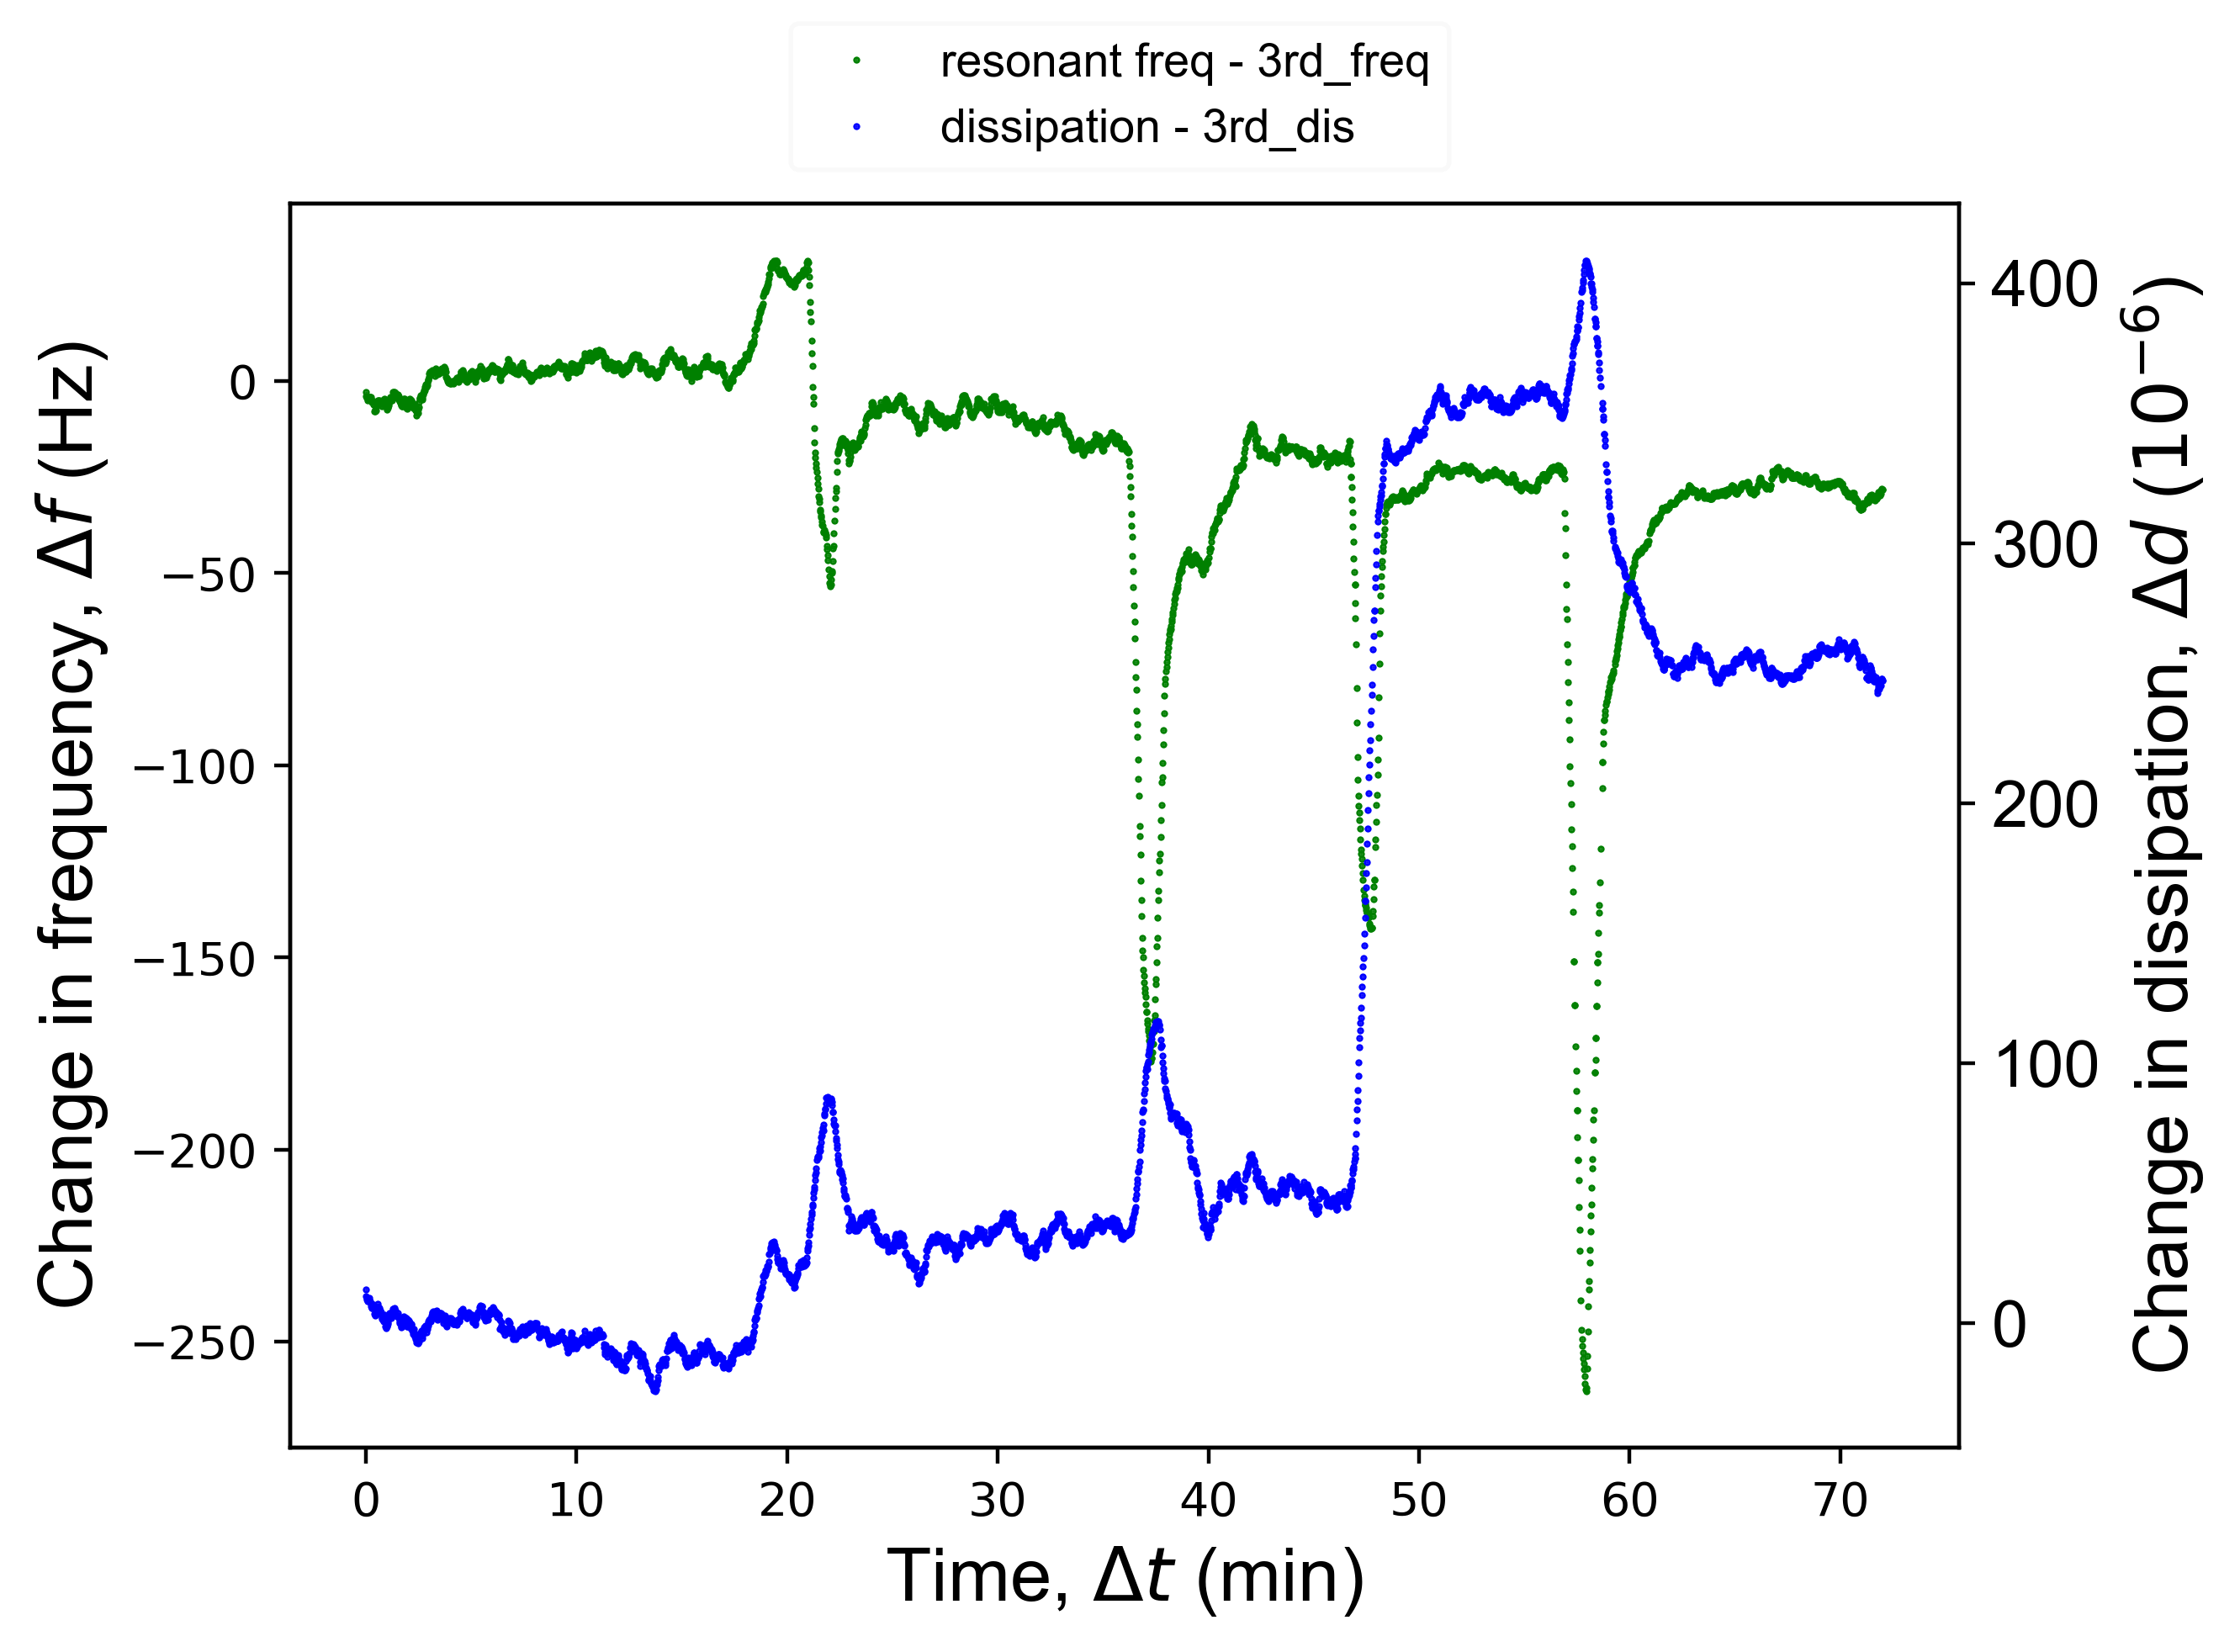 resonant freq - 3rd_freq
dissipation - 3rd_dis
Change in frequency, Δf (Hz)
0
−50
−100
−150
−200
−250
400
300
200
100
0
Change in dissipation, Δd (10⁻⁶)
0 10 20 30 40 50 60 70
Time, Δt (min)